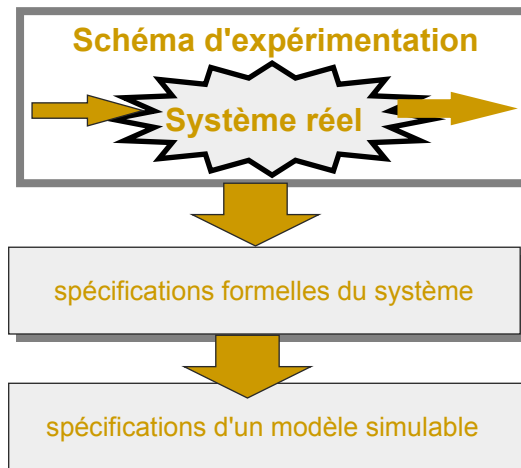 Schéma d'expérimentation
Système réel
spécifications formelles du système
spécifications d'un modèle simulable